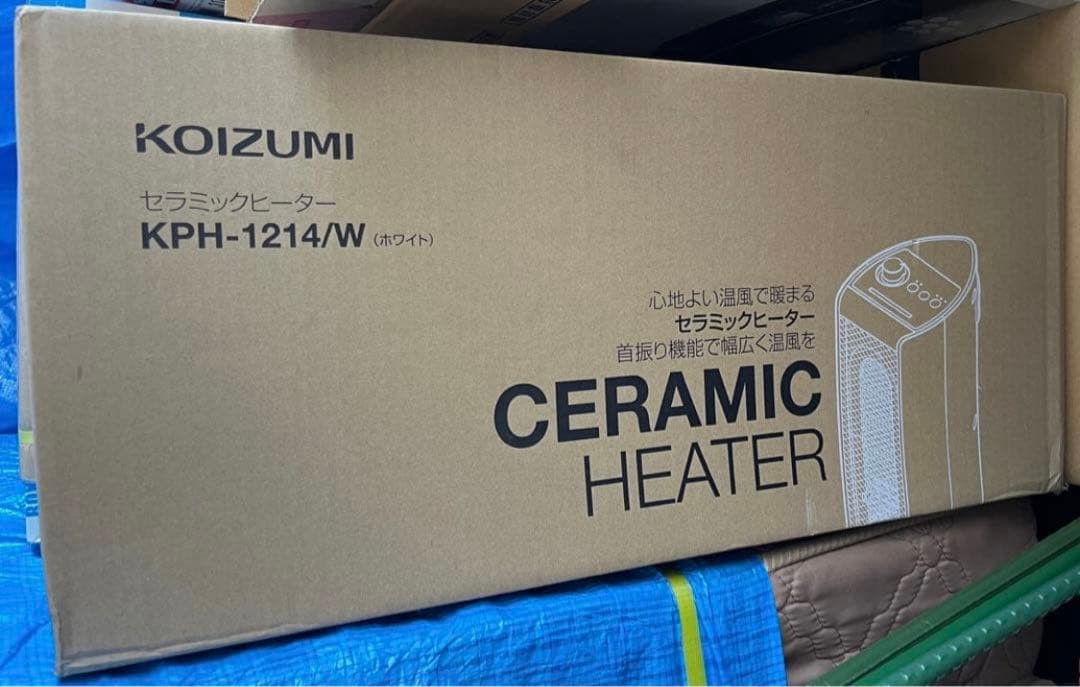 KOIZUMI
セラミックヒーター
KPH-1214/W (ホワイト)
心地よい温風で暖まる
セラミックヒーター
首振り機能で幅広く温風を
CERAMIC
HEATER